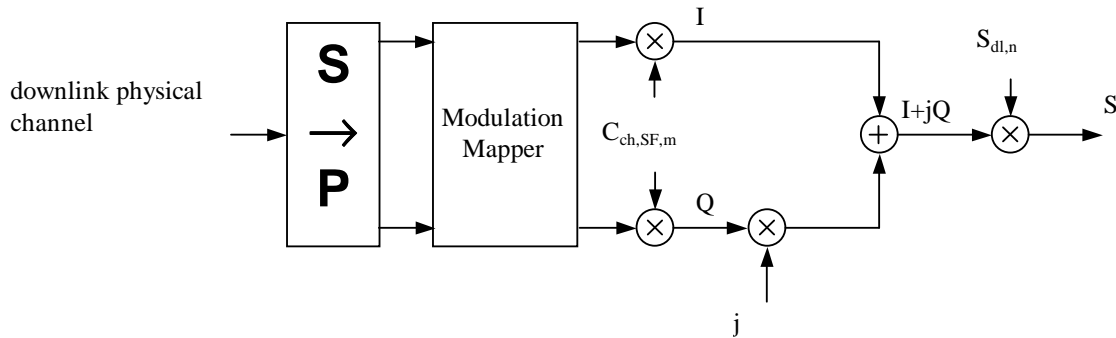 downlink physical
channel
S
→
P
Modulation
Mapper
I
C_ch,SF,m
Q
j
I+jQ
S_dl,n
S